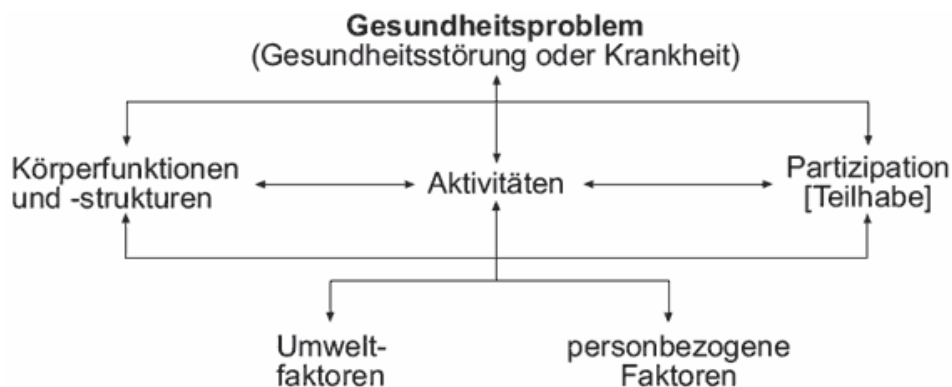 Gesundheitsproblem
(Gesundheitsstörung oder Krankheit)
Körperfunktionen
und -strukturen
Aktivitäten
Partizipation
[Teilhabe]
Umwelt-
faktoren
personbezogene
Faktoren